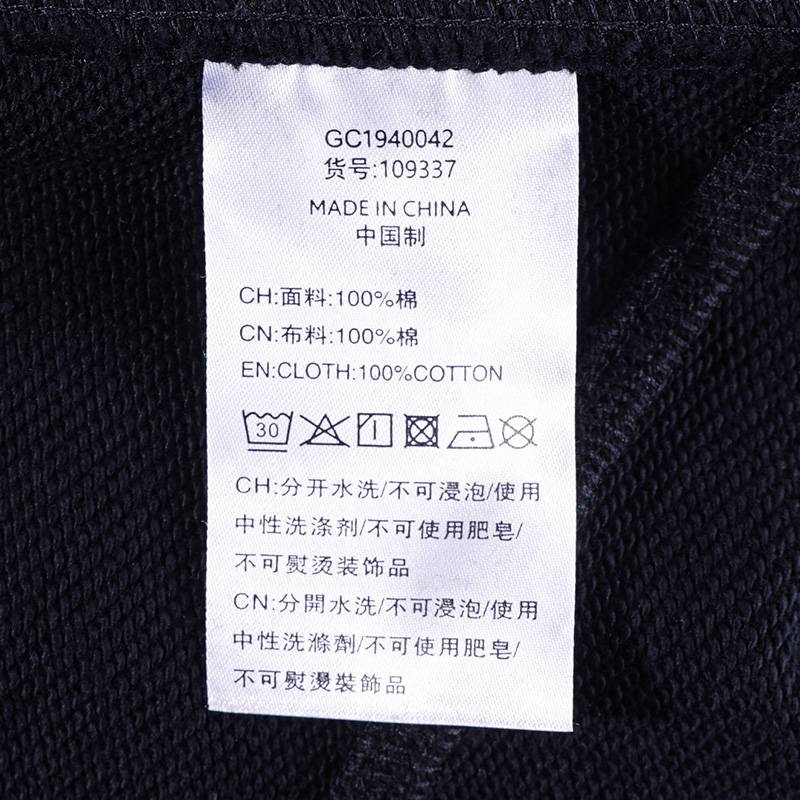 GC1940042
货号:109337
MADE IN CHINA
中国制
CH:面料:100%棉
CN:布料:100%棉
EN:CLOTH:100%COTTON
30
CH:分开水洗/不可浸泡/使用
中性洗涤剂/不可使用肥皂/
不可熨烫装饰品
CN:分開水洗/不可浸泡/使用
中性洗滌劑/不可使用肥皂/
不可熨燙裝飾品